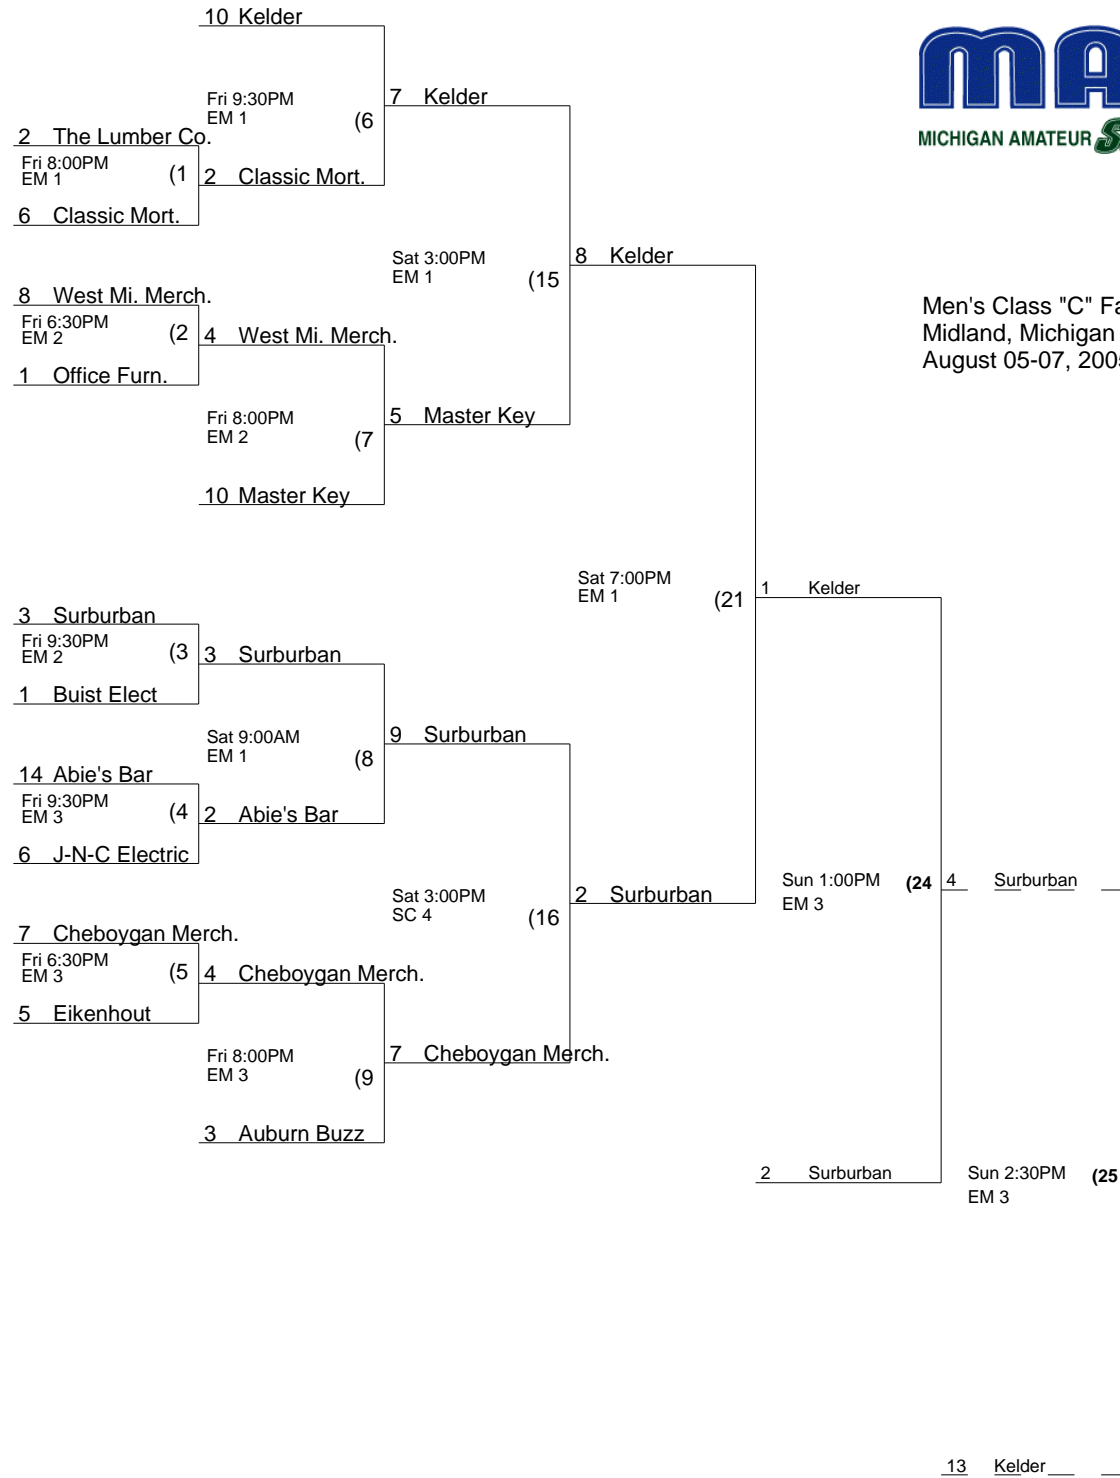 10 Kelder
Fri 9:30PM
EM 1
(6
7 Kelder
2 The Lumber Co.
Fri 8:00PM
EM 1
(1
2 Classic Mort.
6 Classic Mort.
MICHIGAN AMATEUR
Sat 3:00PM
EM 1
(15
8 Kelder
8 West Mi. Merch.
Fri 6:30PM
EM 2
(2
4 West Mi. Merch.
1 Office Furn.
Men's Class "C"
Midland, Michigan
August 05-07,
Fri 8:00PM
EM 2
(7
5 Master Key
10 Master Key
Sat 7:00PM
EM 1
(21
1 Kelder
3 Surburban
Fri 9:30PM
EM 2
(3
3 Surburban
1 Buist Elect
Sat 9:00AM
EM 1
(8
9 Surburban
14 Abie's Bar
Fri 9:30PM
EM 3
(4
2 Abie's Bar
6 J-N-C Electric
Sat 3:00PM
SC 4
(16
2 Surburban
Sun 1:00PM
EM 3
(24
4 Surburban
7 Cheboygan Merch.
Fri 6:30PM
EM 3
(5
4 Cheboygan Merch.
5 Eikenhout
Fri 8:00PM
EM 3
(9
7 Cheboygan Merch.
3 Auburn Buzz
2 Surburban
Sun 2:30PM
EM 3
(25
13 Kelder